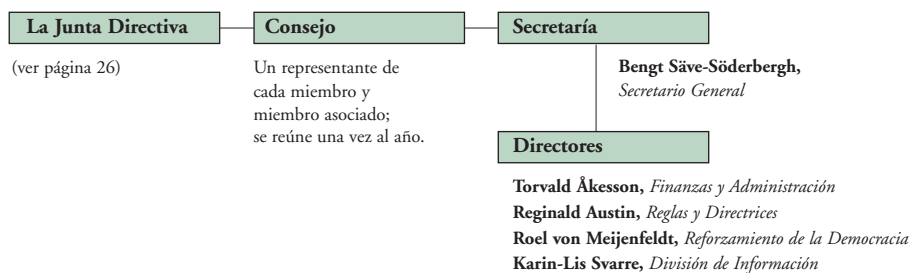 La Junta Directiva
(ver página 26)
Consejo
Un representante de
cada miembro y
miembro asociado;
se reúne una vez al año.
Secretaría
Bengt Säve-Söderbergh,
Secretario General
Directores
Torvald Åkesson, Finanzas y Administración
Reginald Austin, Reglas y Directrices
Roel von Meijenfeldt, Reforzamiento de la Democracia
Karin-Lis Svarre, División de Información